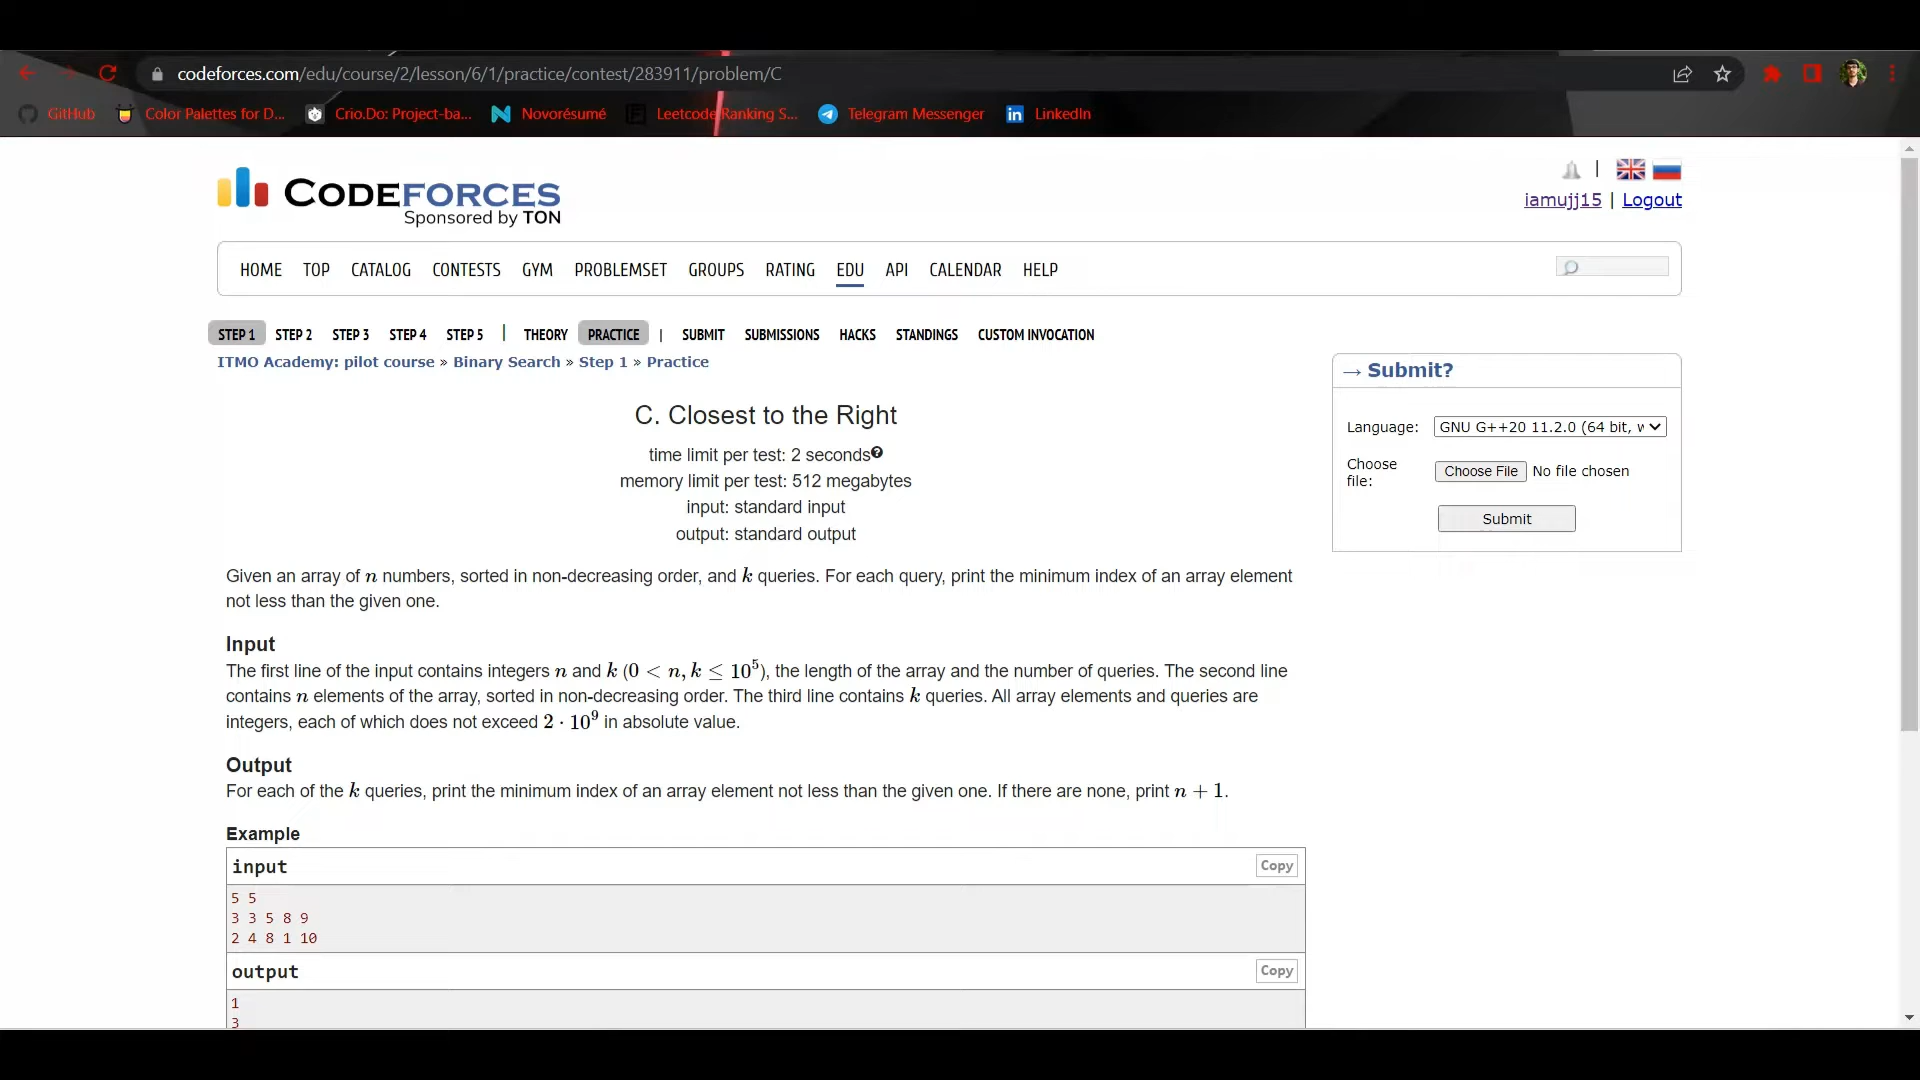 codeforces.com/edu/course/2/lesson/6/1/practice/contest/283911/problem/C
GitHub Color Palettes for D... Crio.Do: Project-ba... Novorésumé Leetcode Ranking S... Telegram Messenger LinkedIn
CODEFORCES
Sponsored by TON
|
iamujj15 | Logout
HOME TOP CATALOG CONTESTS GYM PROBLEMSET GROUPS RATING EDU API CALENDAR HELP
STEP 1 STEP 2 STEP 3 STEP 4 STEP 5 | THEORY PRACTICE | SUBMIT SUBMISSIONS HACKS STANDINGS CUSTOM INVOCATION
ITMO Academy: pilot course » Binary Search » Step 1 » Practice
C. Closest to the Right
time limit per test: 2 seconds
memory limit per test: 512 megabytes
input: standard input
output: standard output
Given an array of n numbers, sorted in non-decreasing order, and k queries. For each query, print the minimum index of an array element
not less than the given one.
Input
The first line of the input contains integers n and k (0 < n, k ≤ 10⁵), the length of the array and the number of queries. The second line
contains n elements of the array, sorted in non-decreasing order. The third line contains k queries. All array elements and queries are
integers, each of which does not exceed 2 · 10⁹ in absolute value.
Output
For each of the k queries, print the minimum index of an array element not less than the given one. If there are none, print n + 1.
Example
input Copy
5 5
3 3 5 8 9
2 4 8 1 10
output Copy
1
3
→ Submit?
Language: GNU G++20 11.2.0 (64 bit, w
Choose
file: Choose File No file chosen
Submit